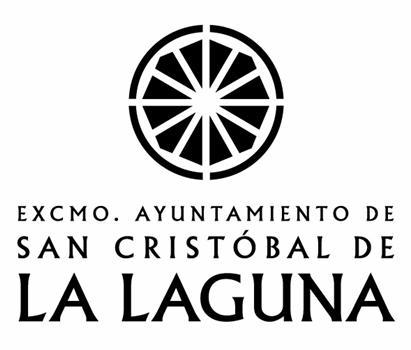 EXCMO. AYUNTAMIENTO DE
SAN CRISTÓBAL DE
LA LAGUNA